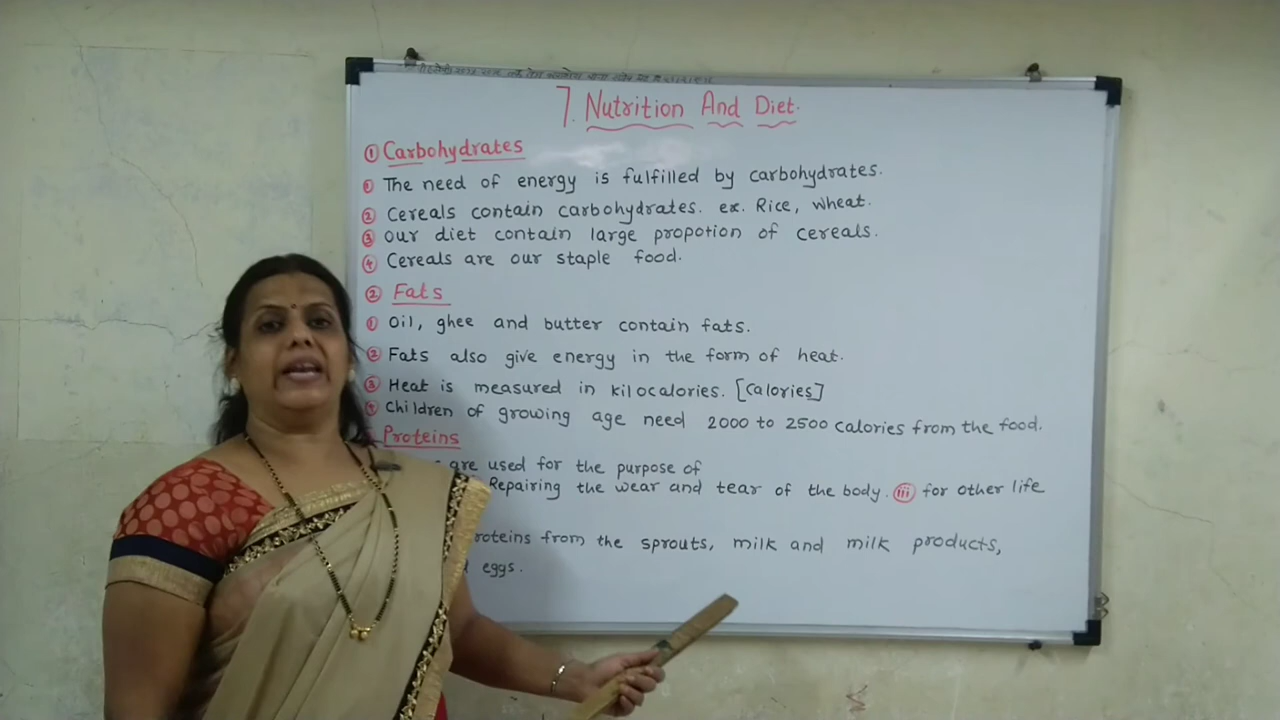 7. Nutrition And Diet.
① Carbohydrates
① The need of energy is fulfilled by carbohydrates.
② Cereals contain carbohydrates. ex. Rice, wheat.
③ our diet contain large propotion of cereals.
④ Cereals are our staple food.
② Fats
① Oil, ghee and butter contain fats.
② Fats also give energy in the form of heat.
③ Heat is measured in kilocalories. [calories]
④ Children of growing age need 2000 to 2500 calories from the food.
Proteins
are used for the purpose of
Repairing the wear and tear of the body. iii for other life
from the sprouts, milk and milk products,
eggs.